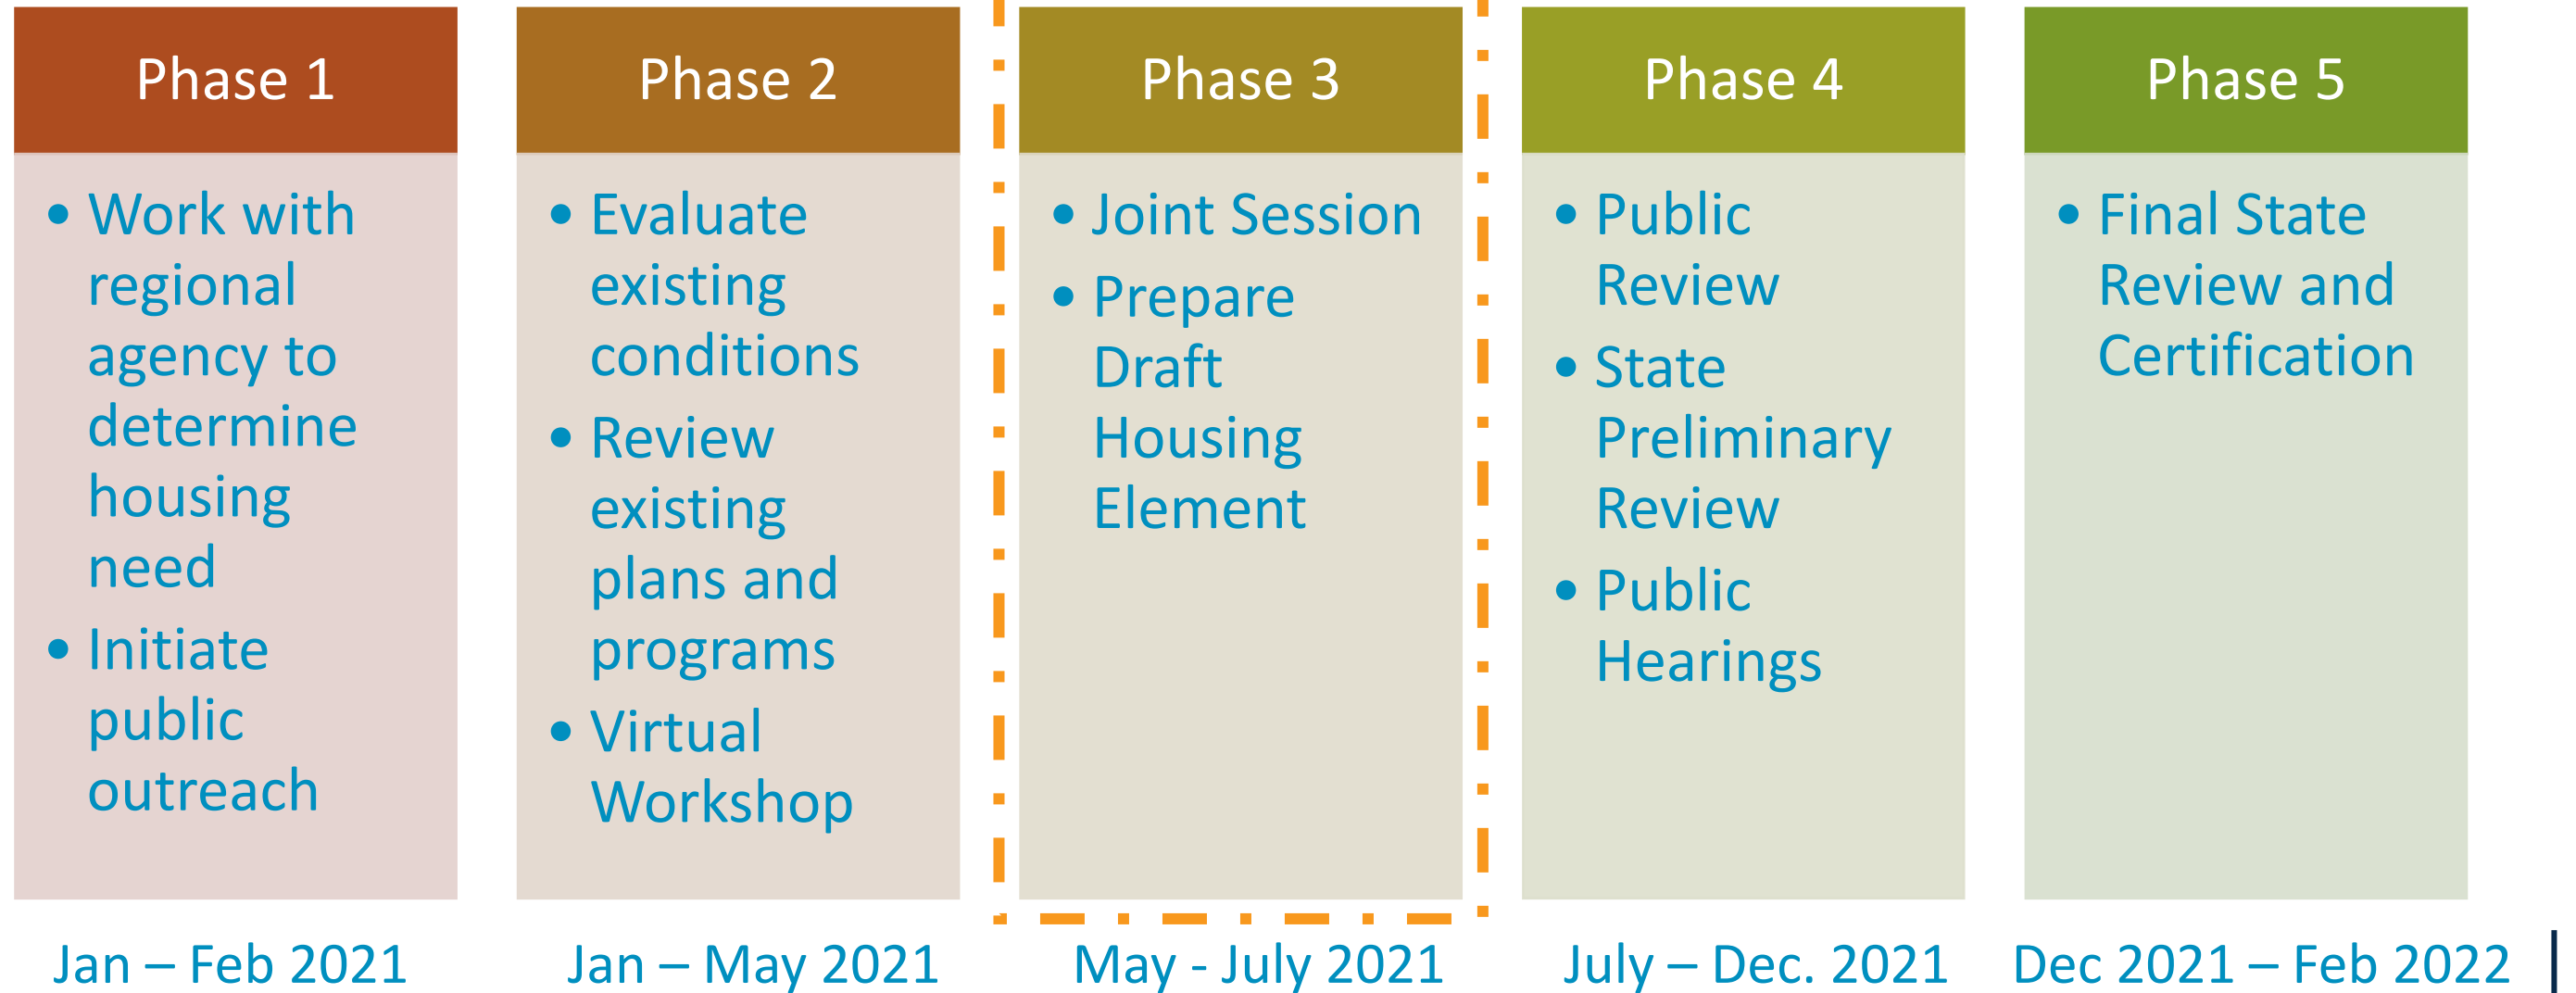 Phase 1
• Work with
regional
agency to
determine
housing
need
• Initiate
public
outreach
Jan – Feb 2021
Phase 2
• Evaluate
existing
conditions
• Review
existing
plans and
programs
• Virtual
Workshop
Jan – May 2021
Phase 3
• Joint Session
• Prepare
Draft
Housing
Element
May - July 2021
Phase 4
• Public
Review
• State
Preliminary
Review
• Public
Hearings
July – Dec. 2021
Phase 5
• Final State
Review and
Certification
Dec 2021 – Feb 2022